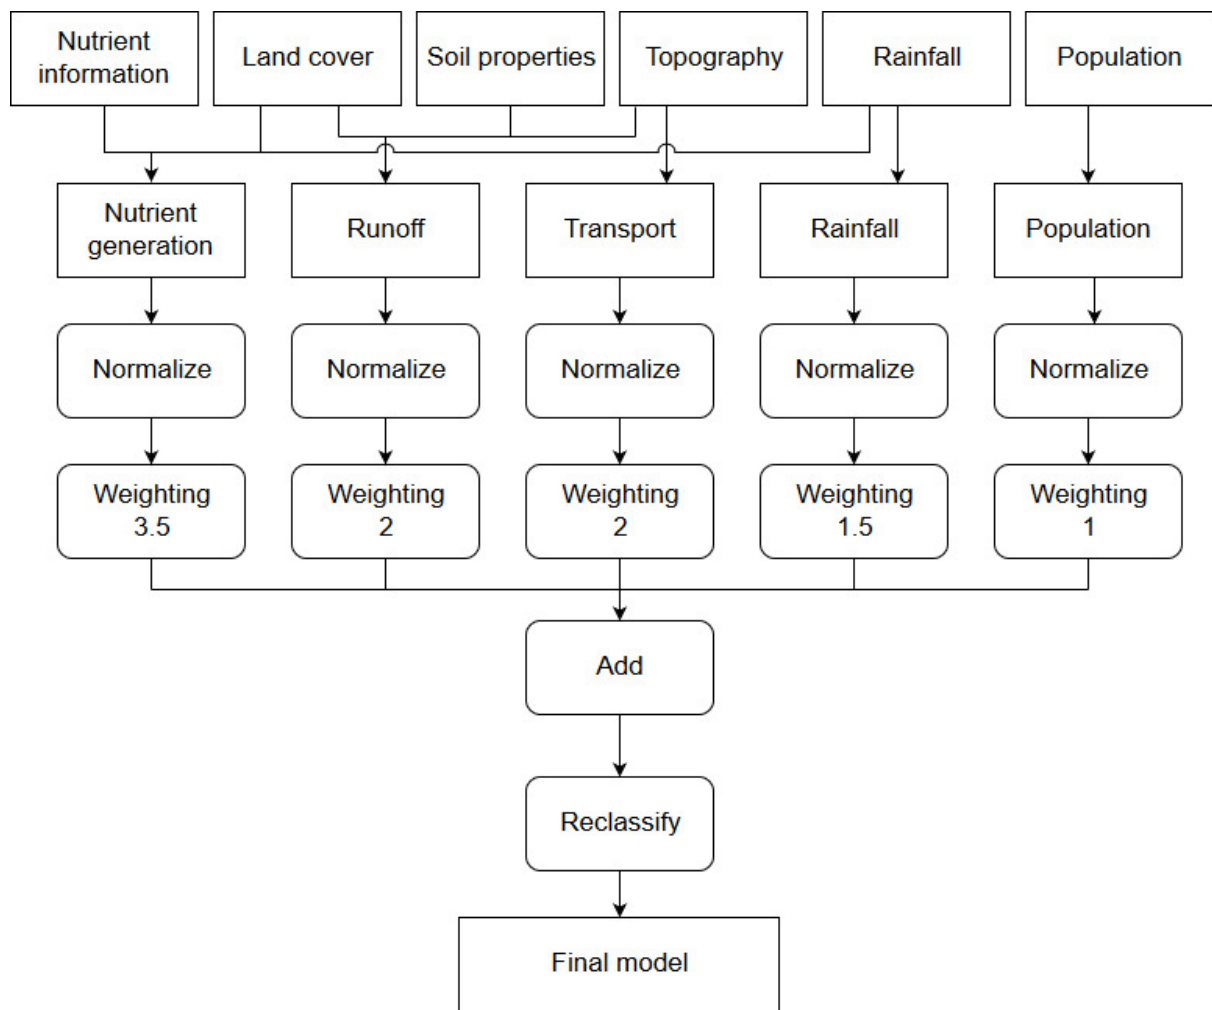 Nutrient
information
Land cover
Soil properties
Topography
Rainfall
Population
Nutrient
generation
Runoff
Transport
Rainfall
Population
Normalize
Normalize
Normalize
Normalize
Normalize
Weighting
3.5
Weighting
2
Weighting
2
Weighting
1.5
Weighting
1
Add
Reclassify
Final model